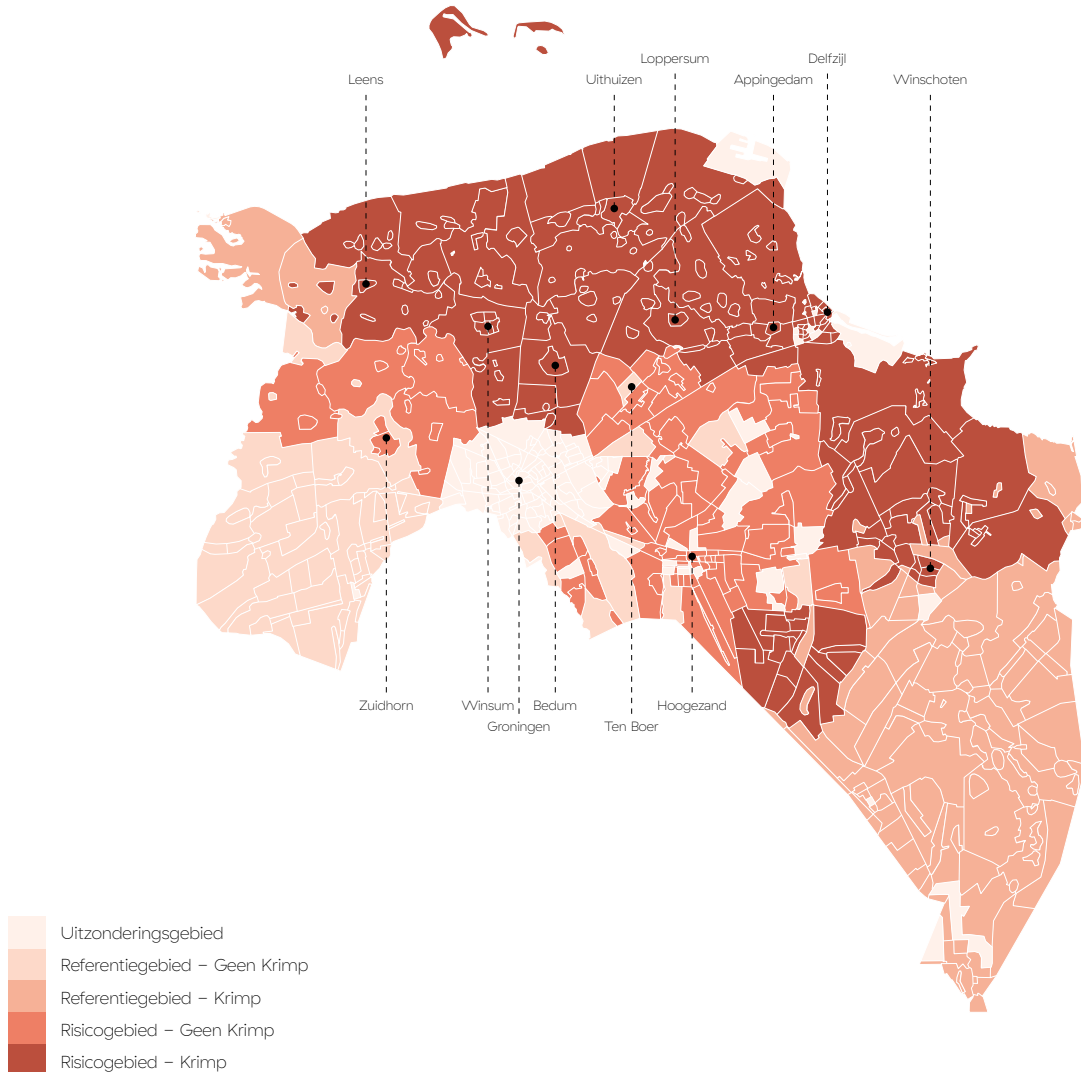 Loppersum
Delfzijl
Leens
Uithuizen
Appingedam
Winschoten
Zuidhorn
Winsum
Bedum
Hoogezand
Groningen
Ten Boer
Uitzonderingsgebied
Referentiegebied – Geen Krimp
Referentiegebied – Krimp
Risicogebied – Geen Krimp
Risicogebied – Krimp